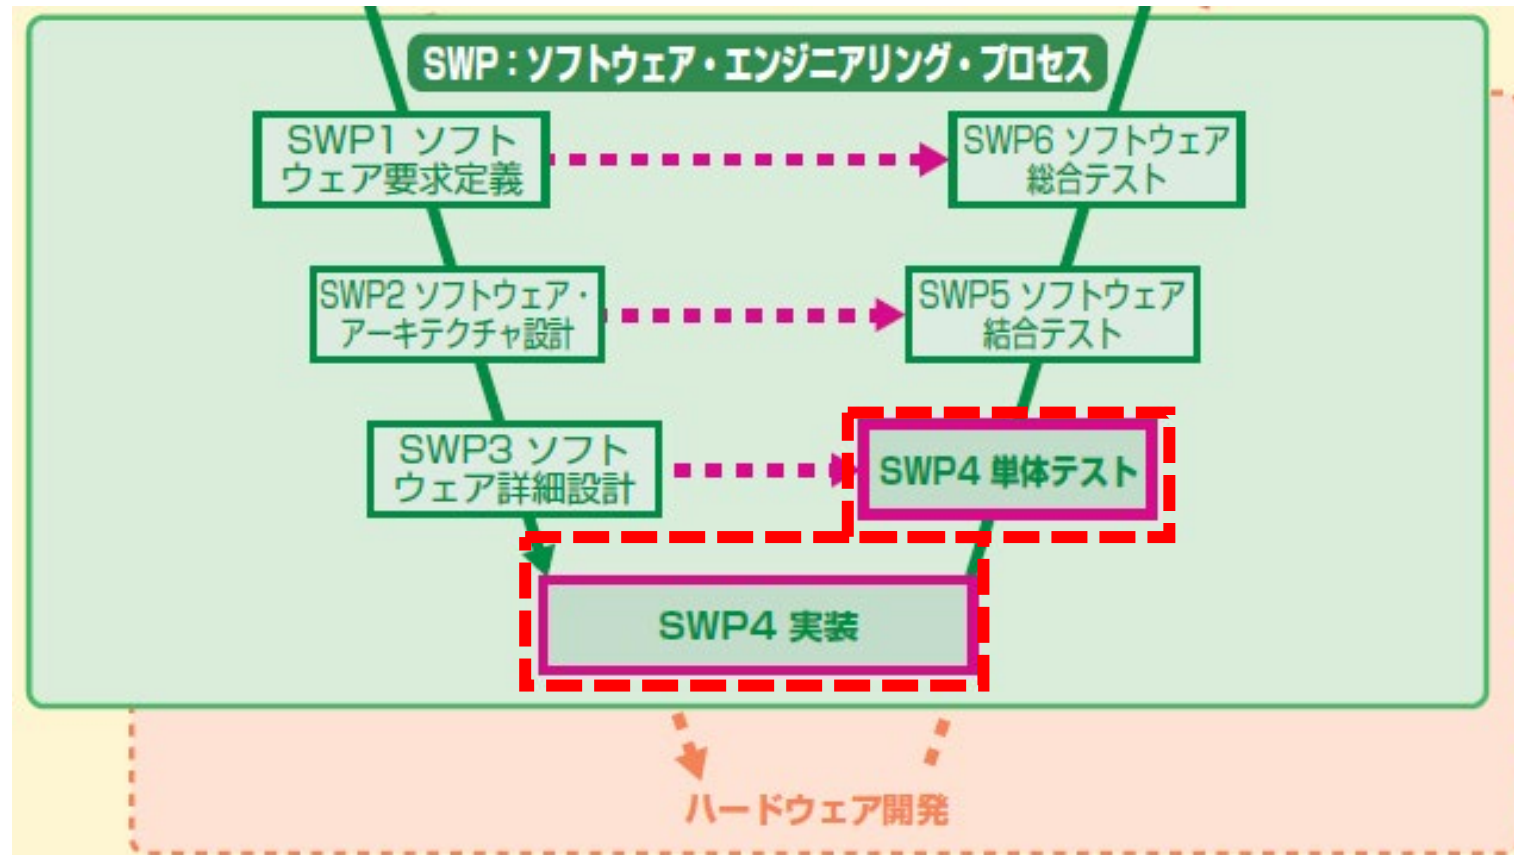 SWP：ソフトウェア・エンジニアリング・プロセス
SWP1 ソフト
ウェア要求定義
SWP6 ソフトウェア
総合テスト
SWP2 ソフトウェア・
アーキテクチャ設計
SWP5 ソフトウェア
結合テスト
SWP3 ソフト
ウェア詳細設計
SWP4 単体テスト
SWP4 実装
ハードウェア開発